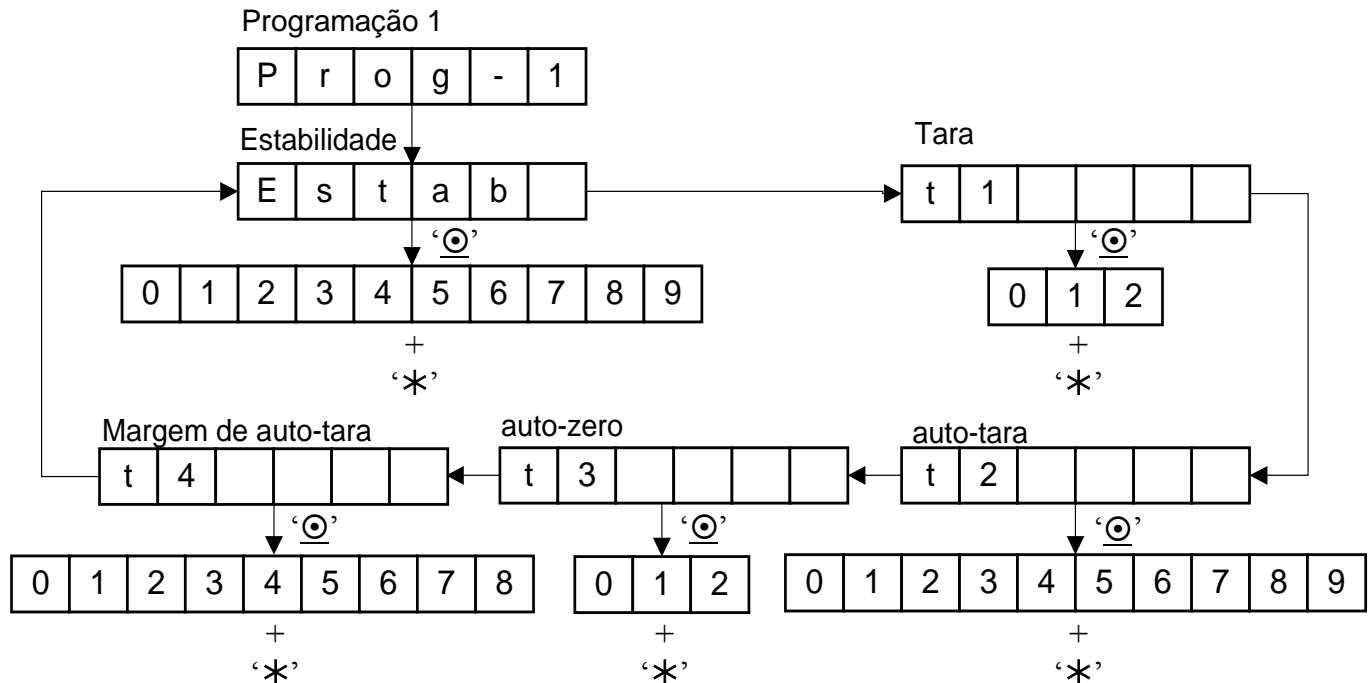 Programação 1
P r o g - 1
Estabilidade
E s t a b
Tara
t 1
‘⊙’
‘⊙’
0 1 2 3 4 5 6 7 8 9
0 1 2
+
+
‘*’
‘*’
Margem de auto-tara
auto-zero
auto-tara
t 4
t 3
t 2
‘⊙’
‘⊙’
‘⊙’
0 1 2 3 4 5 6 7 8
0 1 2
0 1 2 3 4 5 6 7 8 9
+
+
+
‘*’
‘*’
‘*’